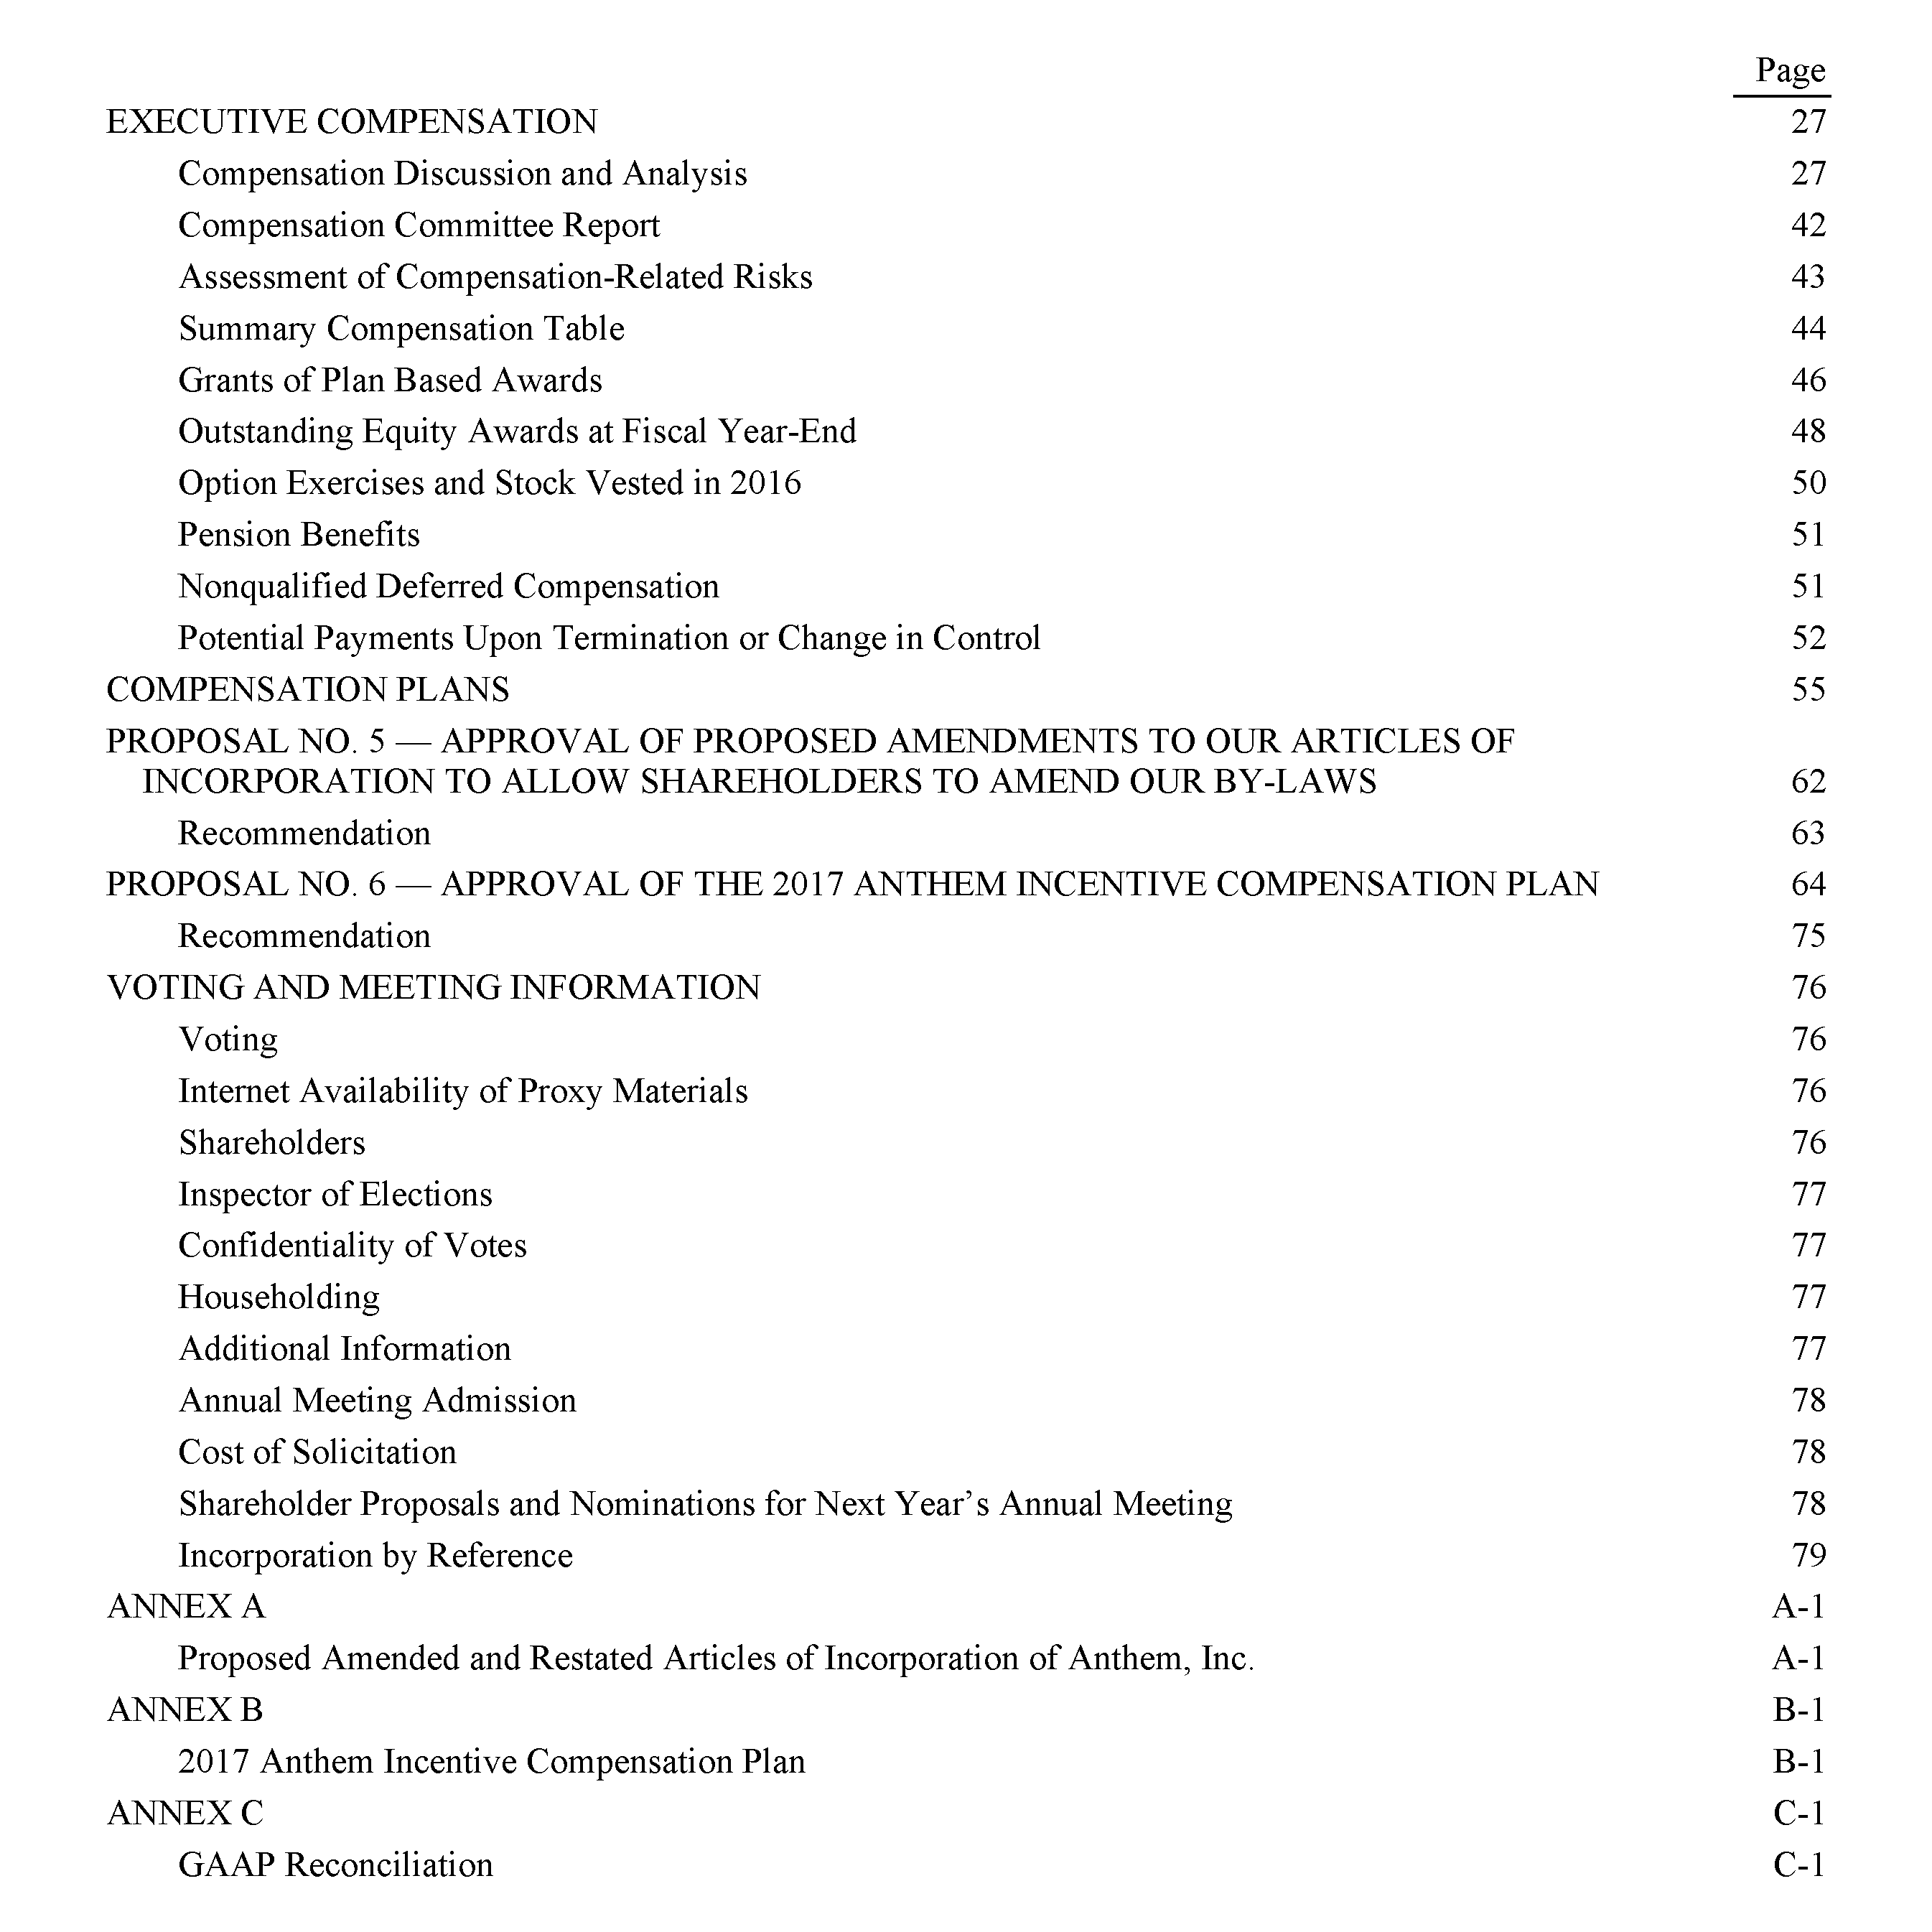 Page
EXECUTIVE COMPENSATION 27
Compensation Discussion and Analysis 27
Compensation Committee Report 42
Assessment of Compensation-Related Risks 43
Summary Compensation Table 44
Grants of Plan Based Awards 46
Outstanding Equity Awards at Fiscal Year-End 48
Option Exercises and Stock Vested in 2016 50
Pension Benefits 51
Nonqualified Deferred Compensation 51
Potential Payments Upon Termination or Change in Control 52
COMPENSATION PLANS 55
PROPOSAL NO. 5 — APPROVAL OF PROPOSED AMENDMENTS TO OUR ARTICLES OF
INCORPORATION TO ALLOW SHAREHOLDERS TO AMEND OUR BY-LAWS 62
Recommendation 63
PROPOSAL NO. 6 — APPROVAL OF THE 2017 ANTHEM INCENTIVE COMPENSATION PLAN 64
Recommendation 75
VOTING AND MEETING INFORMATION 76
Voting 76
Internet Availability of Proxy Materials 76
Shareholders 76
Inspector of Elections 77
Confidentiality of Votes 77
Householding 77
Additional Information 77
Annual Meeting Admission 78
Cost of Solicitation 78
Shareholder Proposals and Nominations for Next Year’s Annual Meeting 78
Incorporation by Reference 79
ANNEX A A-1
Proposed Amended and Restated Articles of Incorporation of Anthem, Inc. A-1
ANNEX B B-1
2017 Anthem Incentive Compensation Plan B-1
ANNEX C C-1
GAAP Reconciliation C-1